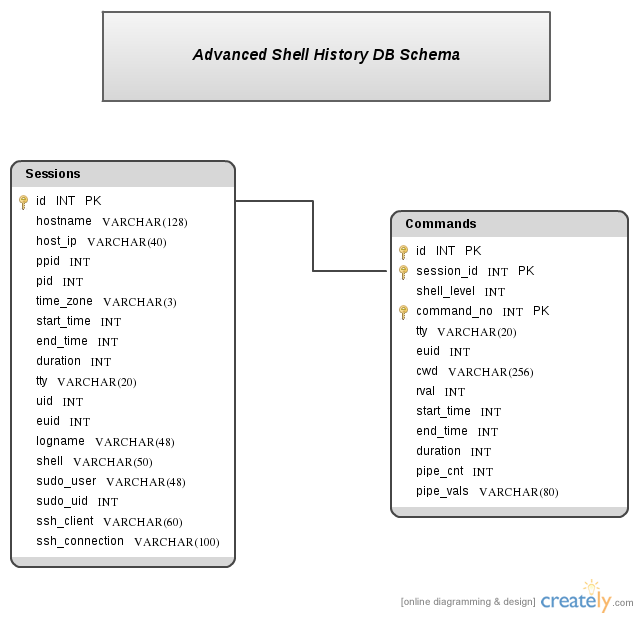 Advanced Shell History DB Schema
Sessions
id INT PK
hostname VARCHAR(128)
host_ip VARCHAR(40)
ppid INT
pid INT
time_zone VARCHAR(3)
start_time INT
end_time INT
duration INT
tty VARCHAR(20)
uid INT
euid INT
logname VARCHAR(48)
shell VARCHAR(50)
sudo_user VARCHAR(48)
sudo_uid INT
ssh_client VARCHAR(60)
ssh_connection VARCHAR(100)
Commands
id INT PK
session_id INT PK
shell_level INT
command_no INT PK
tty VARCHAR(20)
euid INT
cwd VARCHAR(256)
rval INT
start_time INT
end_time INT
duration INT
pipe_cnt INT
pipe_vals VARCHAR(80)
[online diagramming & design] creately.com